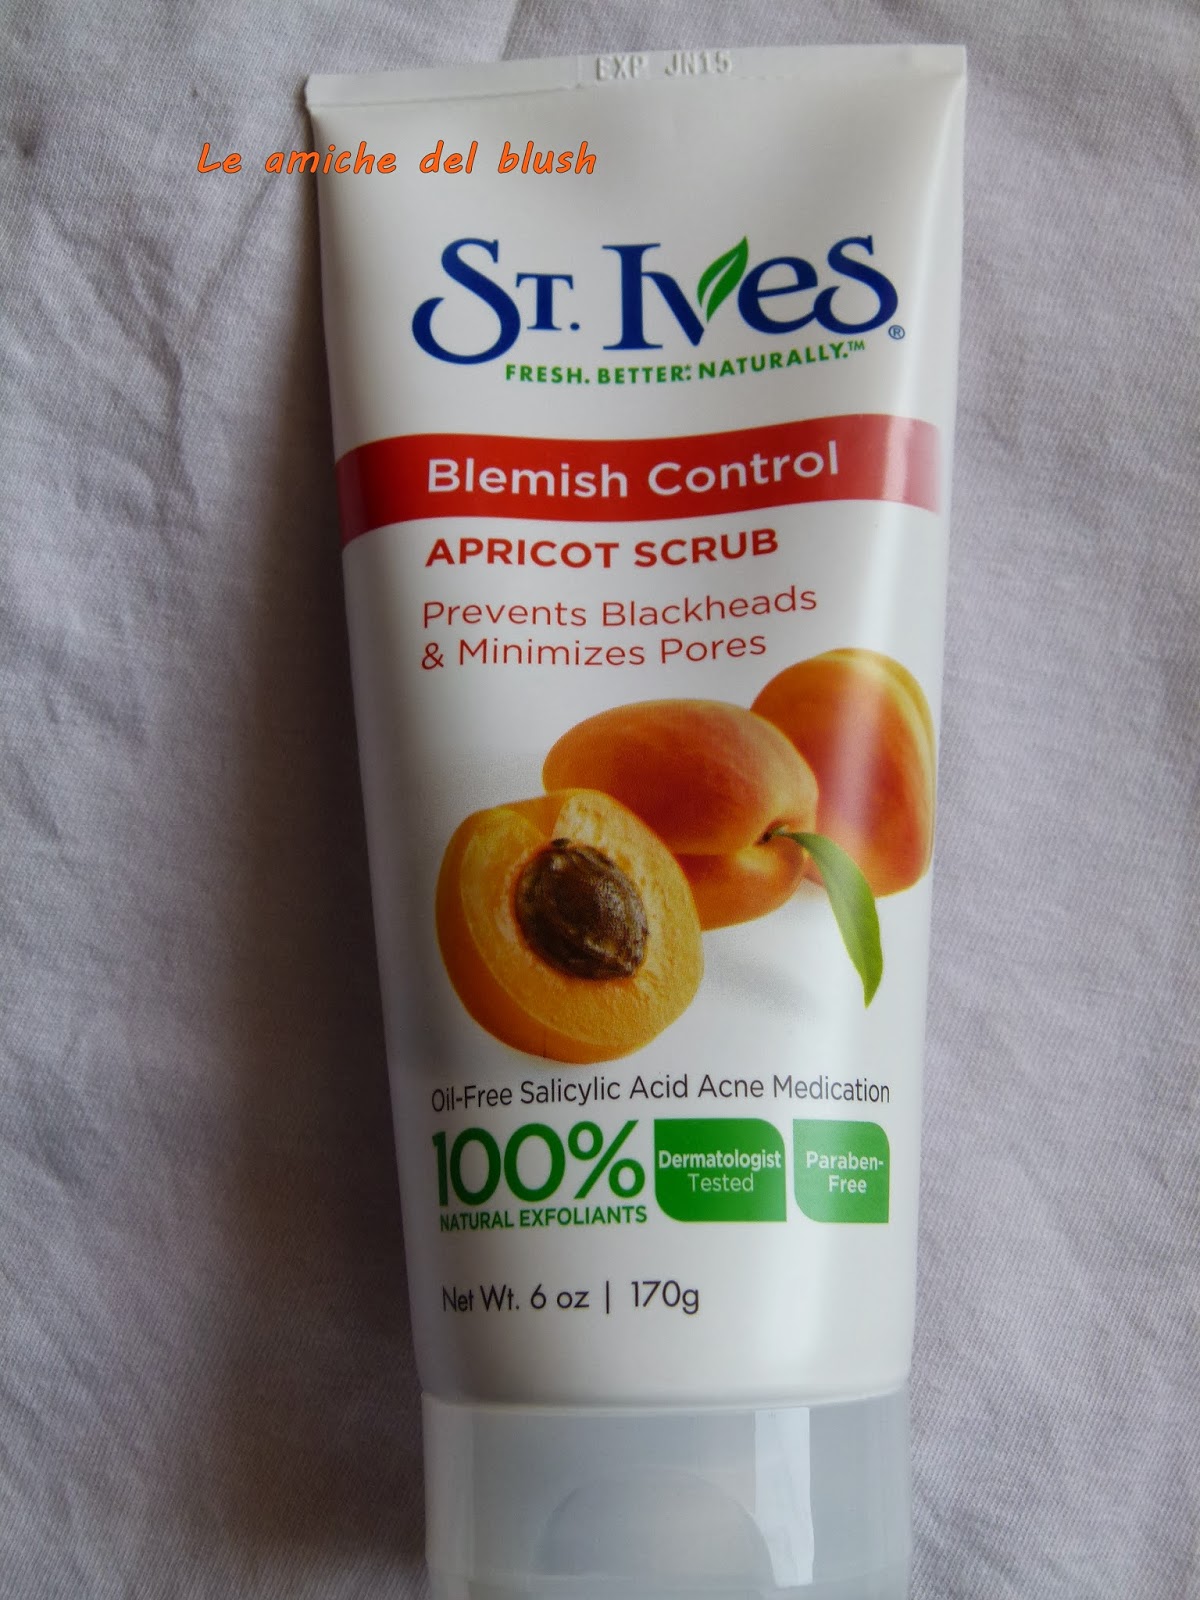 EXP JN15
Le amiche del blush
ST. IVES®
FRESH. BETTER.* NATURALLY.™
Blemish Control
APRICOT SCRUB
Prevents Blackheads
& Minimizes Pores
Oil-Free Salicylic Acid Acne Medication
100%
NATURAL EXFOLIANTS
Dermatologist
Tested
Paraben-
Free
Net Wt. 6 oz | 170g